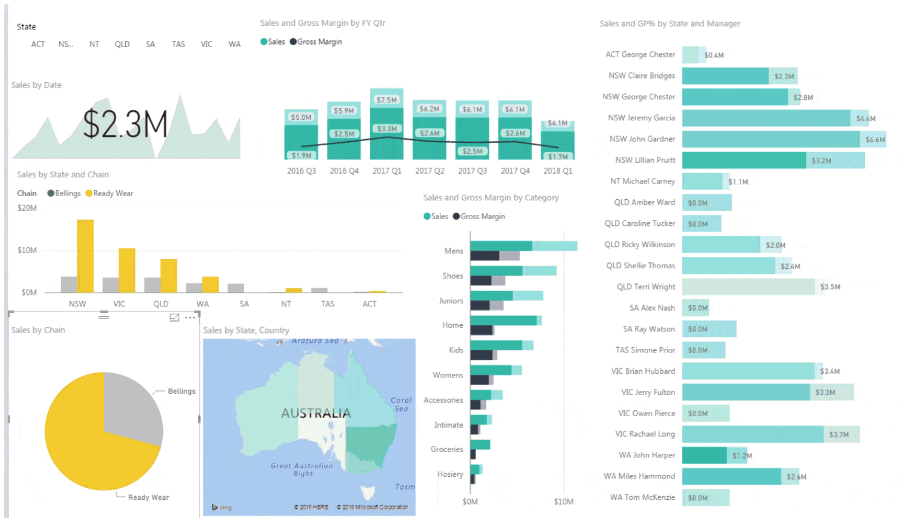 State
ACT NS... NT QLD SA TAS VIC WA
Sales by Date
$2.3M
Sales and Gross Margin by FY Qtr
Sales Gross Margin
$5.0M $5.9M $7.5M $6.2M $6.1M $6.1M $4.1M
$1.9M $2.5M $3.3M $2.6M $2.5M $2.6M $1.7M
2016 Q3 2016 Q4 2017 Q1 2017 Q2 2017 Q3 2017 Q4 2018 Q1
Sales by State and Chain
Chain Bellings Ready Wear
$20M
$10M
$0M
NSW VIC QLD WA SA NT TAS ACT
Sales by Chain
Bellings
Ready Wear
Sales by State, Country
Arafura Sea
AUSTRALIA
Coral
Sea
Great Australian
Bight
Tasm
bing
© 2016 HERE © 2016 Microsoft Corporation
Sales and Gross Margin by Category
Sales Gross Margin
Mens
Shoes
Juniors
Home
Kids
Womens
Accessories
Intimate
Groceries
Hosiery
$0M $10M
Sales and GP% by State and Manager
ACT George Chester $0.4M
NSW Claire Bridges $2.3M
NSW George Chester $2.8M
NSW Jeremy Garcia
NSW John Gardner $6.6M
NSW Lillian Pruitt $3.2M
NT Michael Carney $1.1M
QLD Amber Ward $0.0M
QLD Caroline Tucker $0.0M
QLD Ricky Wilkinson $2.0M
QLD Shellie Thomas $2.4M
QLD Terri Wright $3.5M
SA Alex Nash $0.0M
SA Ray Watson $0.0M
TAS Simone Prior $0.0M
VIC Brian Hubbard $3.4M
VIC Jerry Fulton $3.3M
VIC Owen Pierce $0.0M
VIC Rachael Long $3.7M
WA John Harper $1.2M
WA Miles Hammond $2.6M
WA Tom McKenzie $0.0M